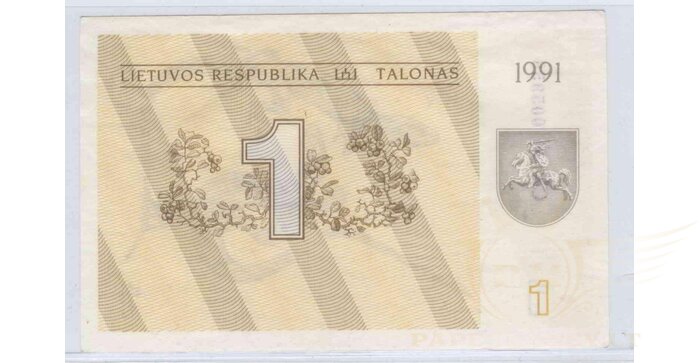 LIETUVOS RESPUBLIKA TALONAS
1991
1
1